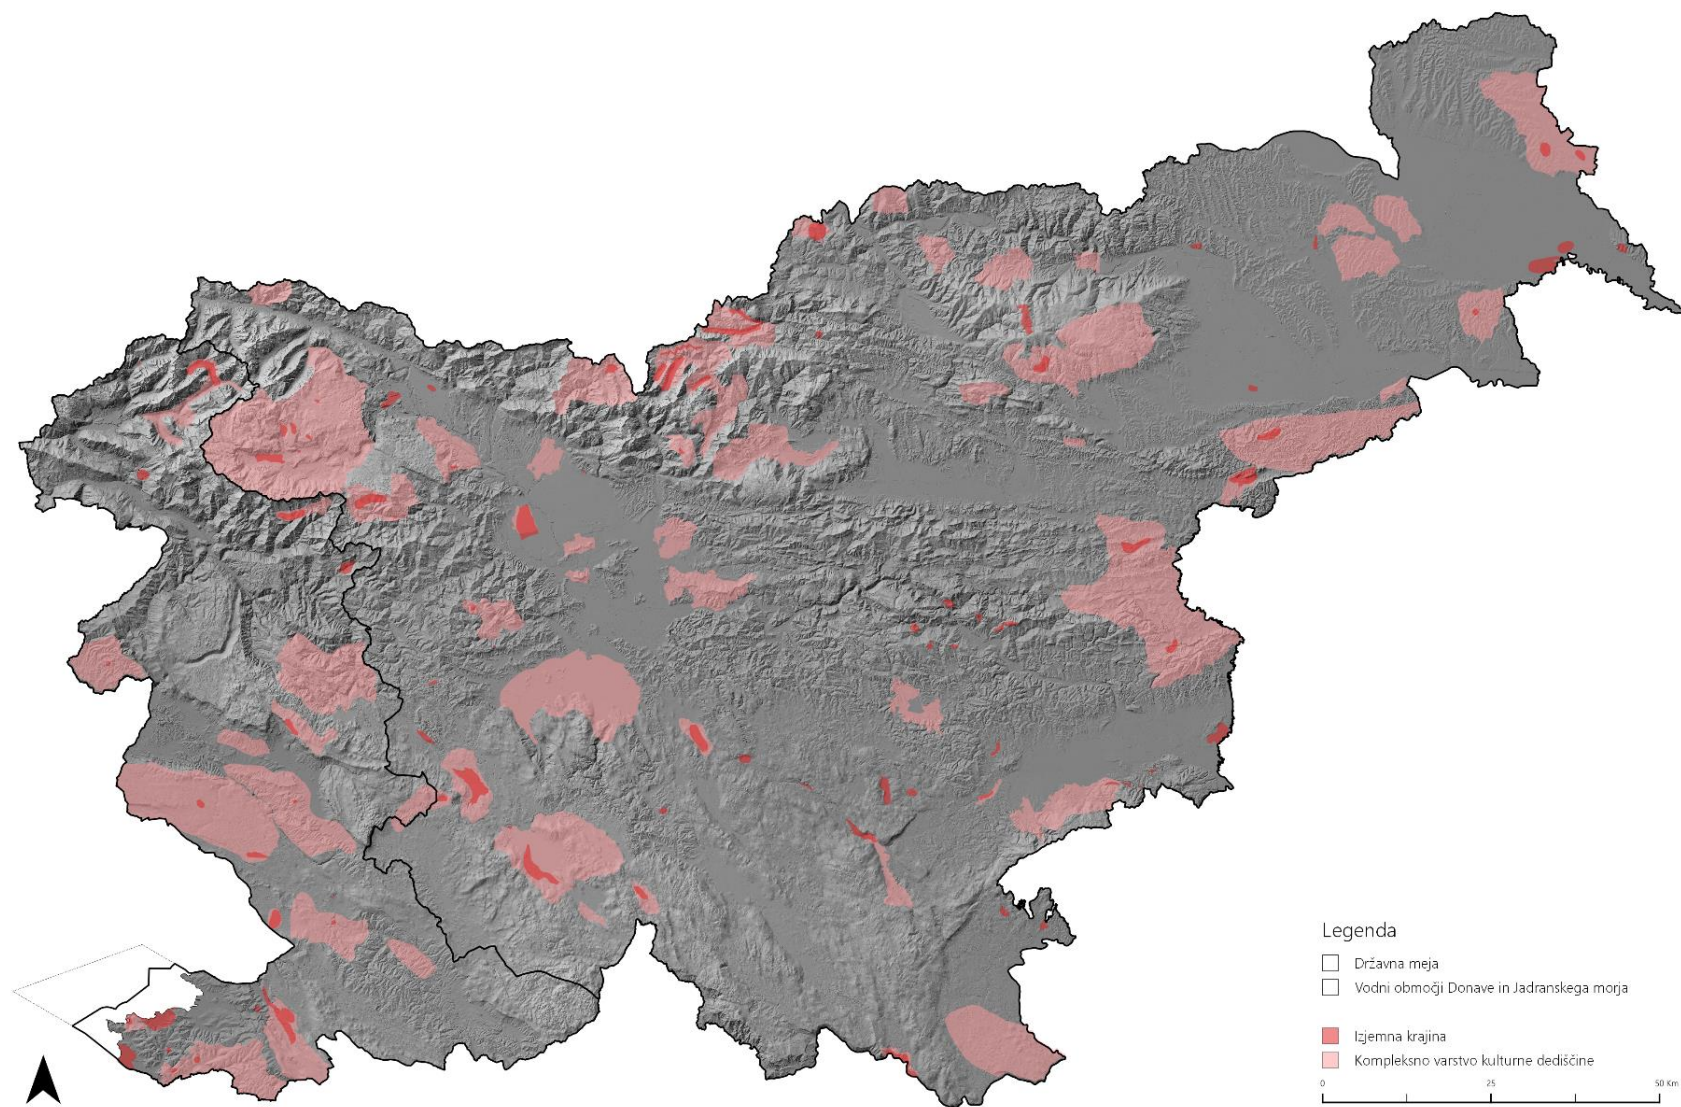 Legenda
Državna meja
Vodni območji Donave in Jadranskega morja
Izjemna krajina
Kompleksno varstvo kulturne dediščine
0 25 50 Km